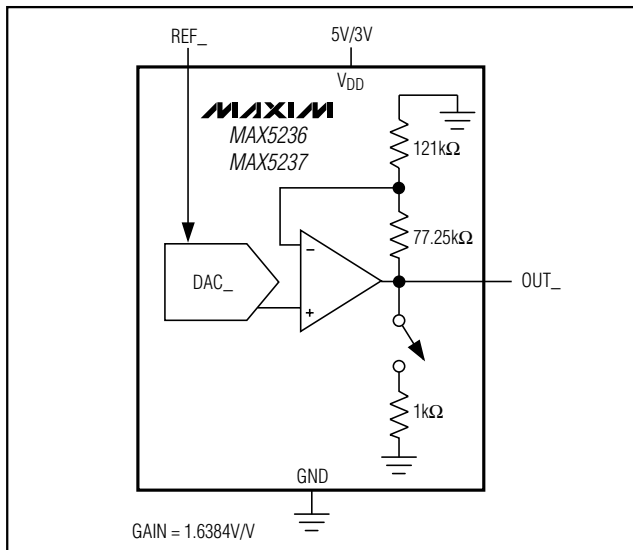 REF_
5V/3V
VDD
MAXIM
MAX5236
MAX5237
121kΩ
77.25kΩ
DAC_
−
+
OUT_
1kΩ
GND
GAIN = 1.6384V/V